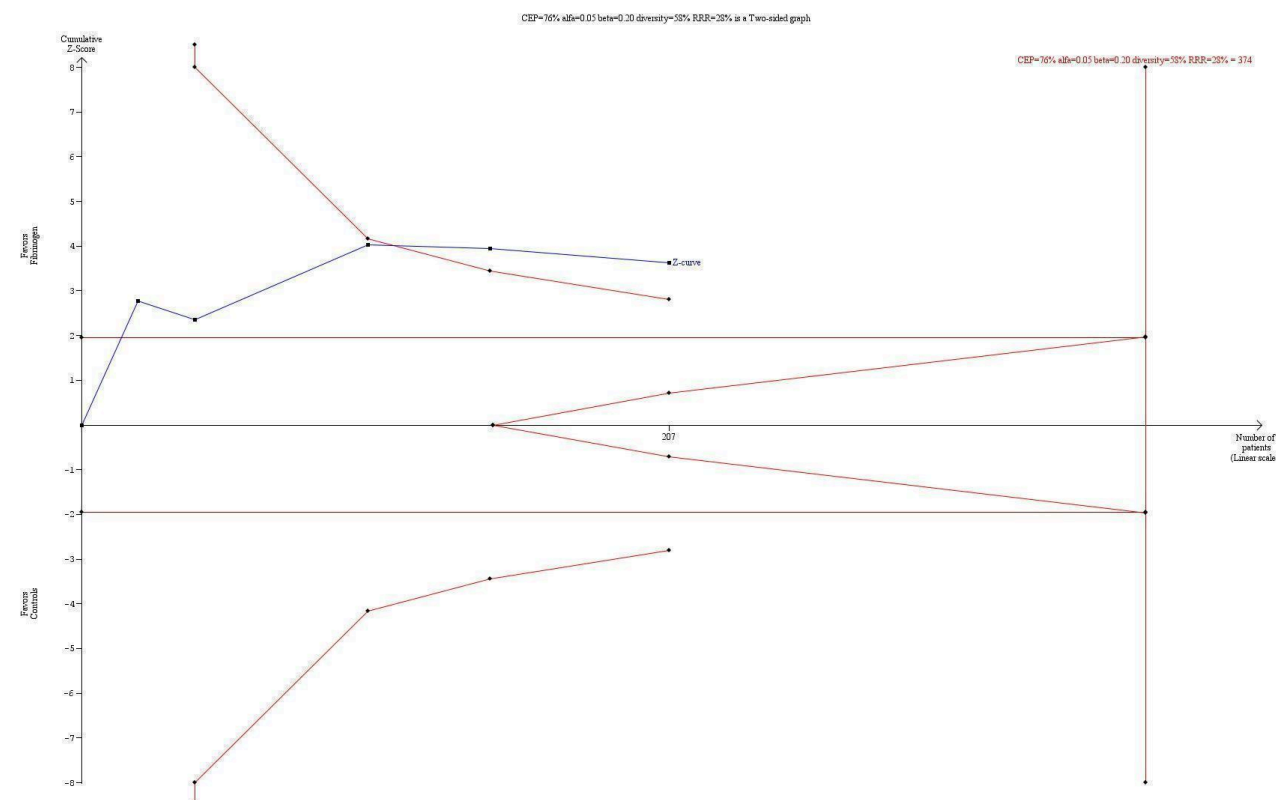 CEP=76% alfa=0.05 beta=0.20 diversity=58% RRR=28% is a Two-sided graph
Cumulative
Z-Score
CEP=76% alfa=0.05 beta=0.20 diversity=58% RRR=28% = 374
8
7
6
5
4
3
2
1
-1
-2
-3
-4
-5
-6
-7
-8
Favors
Fibrinogen
Favors
Controls
Z-curve
207
Number of
patients
(Linear scale